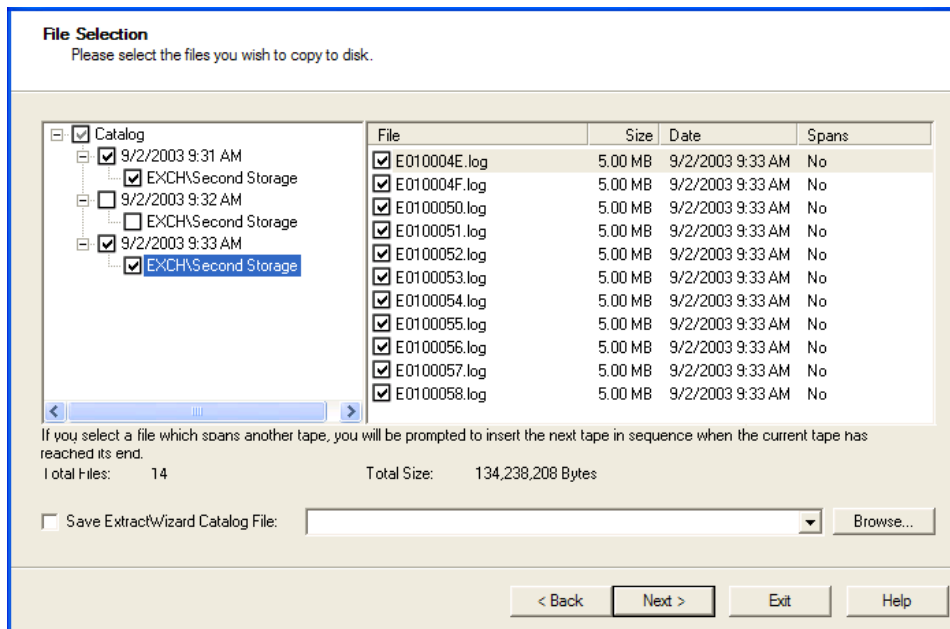 File Selection
Please select the files you wish to copy to disk.
Catalog
9/2/2003 9:31 AM
EXCH\Second Storage
9/2/2003 9:32 AM
EXCH\Second Storage
9/2/2003 9:33 AM
EXCH\Second Storage
File Size Date Spans
E010004E.log 5.00 MB 9/2/2003 9:33 AM No
E010004F.log 5.00 MB 9/2/2003 9:33 AM No
E0100050.log 5.00 MB 9/2/2003 9:33 AM No
E0100051.log 5.00 MB 9/2/2003 9:33 AM No
E0100052.log 5.00 MB 9/2/2003 9:33 AM No
E0100053.log 5.00 MB 9/2/2003 9:33 AM No
E0100054.log 5.00 MB 9/2/2003 9:33 AM No
E0100055.log 5.00 MB 9/2/2003 9:33 AM No
E0100056.log 5.00 MB 9/2/2003 9:33 AM No
E0100057.log 5.00 MB 9/2/2003 9:33 AM No
E0100058.log 5.00 MB 9/2/2003 9:33 AM No
If you select a file which spans another tape, you will be prompted to insert the next tape in sequence when the current tape has
reached its end.
Total Files: 14 Total Size: 134,238,208 Bytes
Save ExtractWizard Catalog File: Browse...
< Back Next > Exit Help